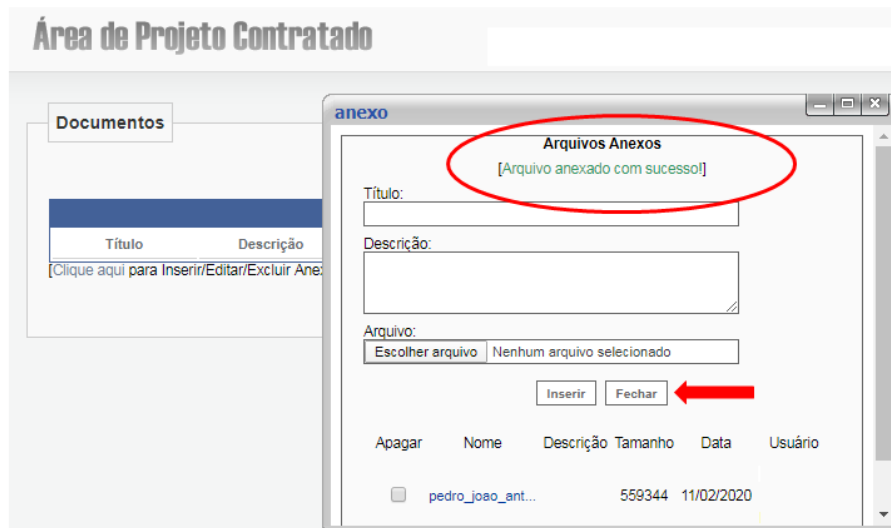 Área de Projeto Contratado
Documentos
Título Descrição
[Clique aqui para Inserir/Editar/Excluir Ane
anexo
Arquivos Anexos
[Arquivo anexado com sucesso!]
Título:
Descrição:
Arquivo:
Escolher arquivo Nenhum arquivo selecionado
Inserir Fechar
Apagar Nome Descrição Tamanho Data Usuário
pedro_joao_ant... 559344 11/02/2020